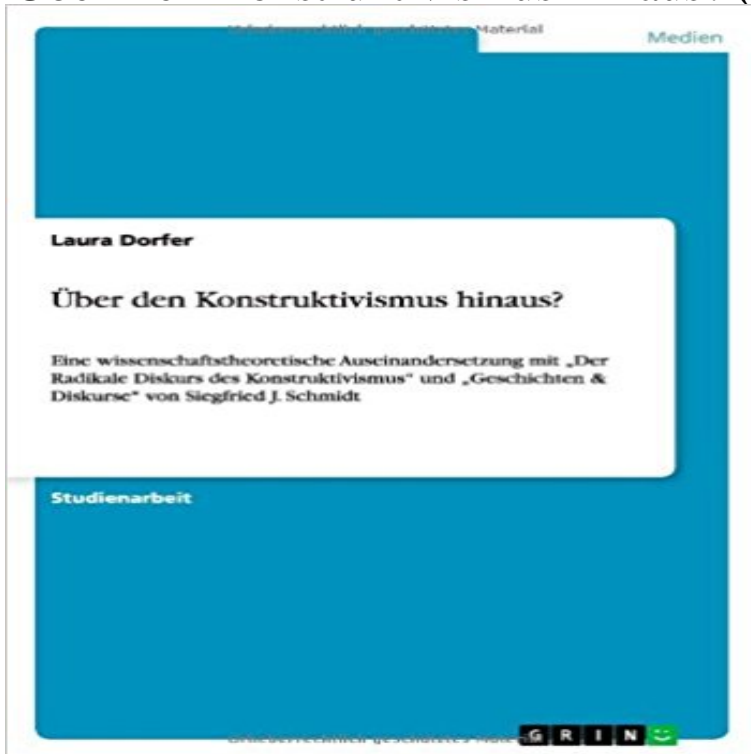 Material
Medien
Laura Dorfer
Über den Konstruktivismus hinaus?
Eine wissenschaftstheoretische Auseinandersetzung mit „Der
Radikale Diskurs des Konstruktivismus“ und „Geschichten &
Diskurse“ von Siegfried J. Schmidt
Studienarbeit
GRIN